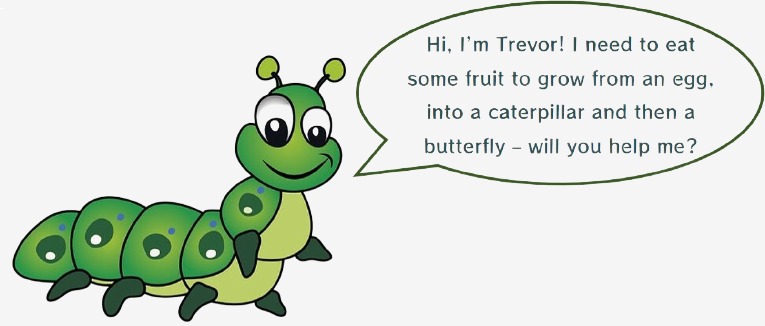 Hi, I'm Trevor! I need to eat
some fruit to grow from an egg,
into a caterpillar and then a
butterfly – will you help me?